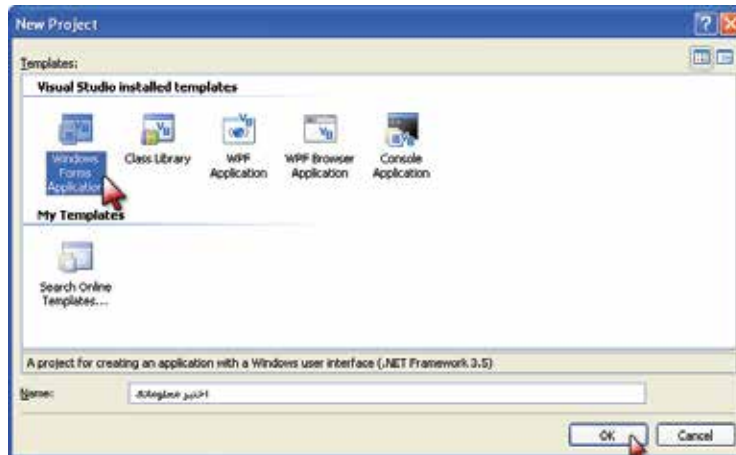 New Project
Templates:
Visual Studio installed templates
Windows Forms Application
Class Library
WPF Application
WPF Browser Application
Console Application
My Templates
Search Online Templates...
A project for creating an application with a Windows user interface (.NET Framework 3.5)
Name:
اختبر معلوماتك
OK
Cancel